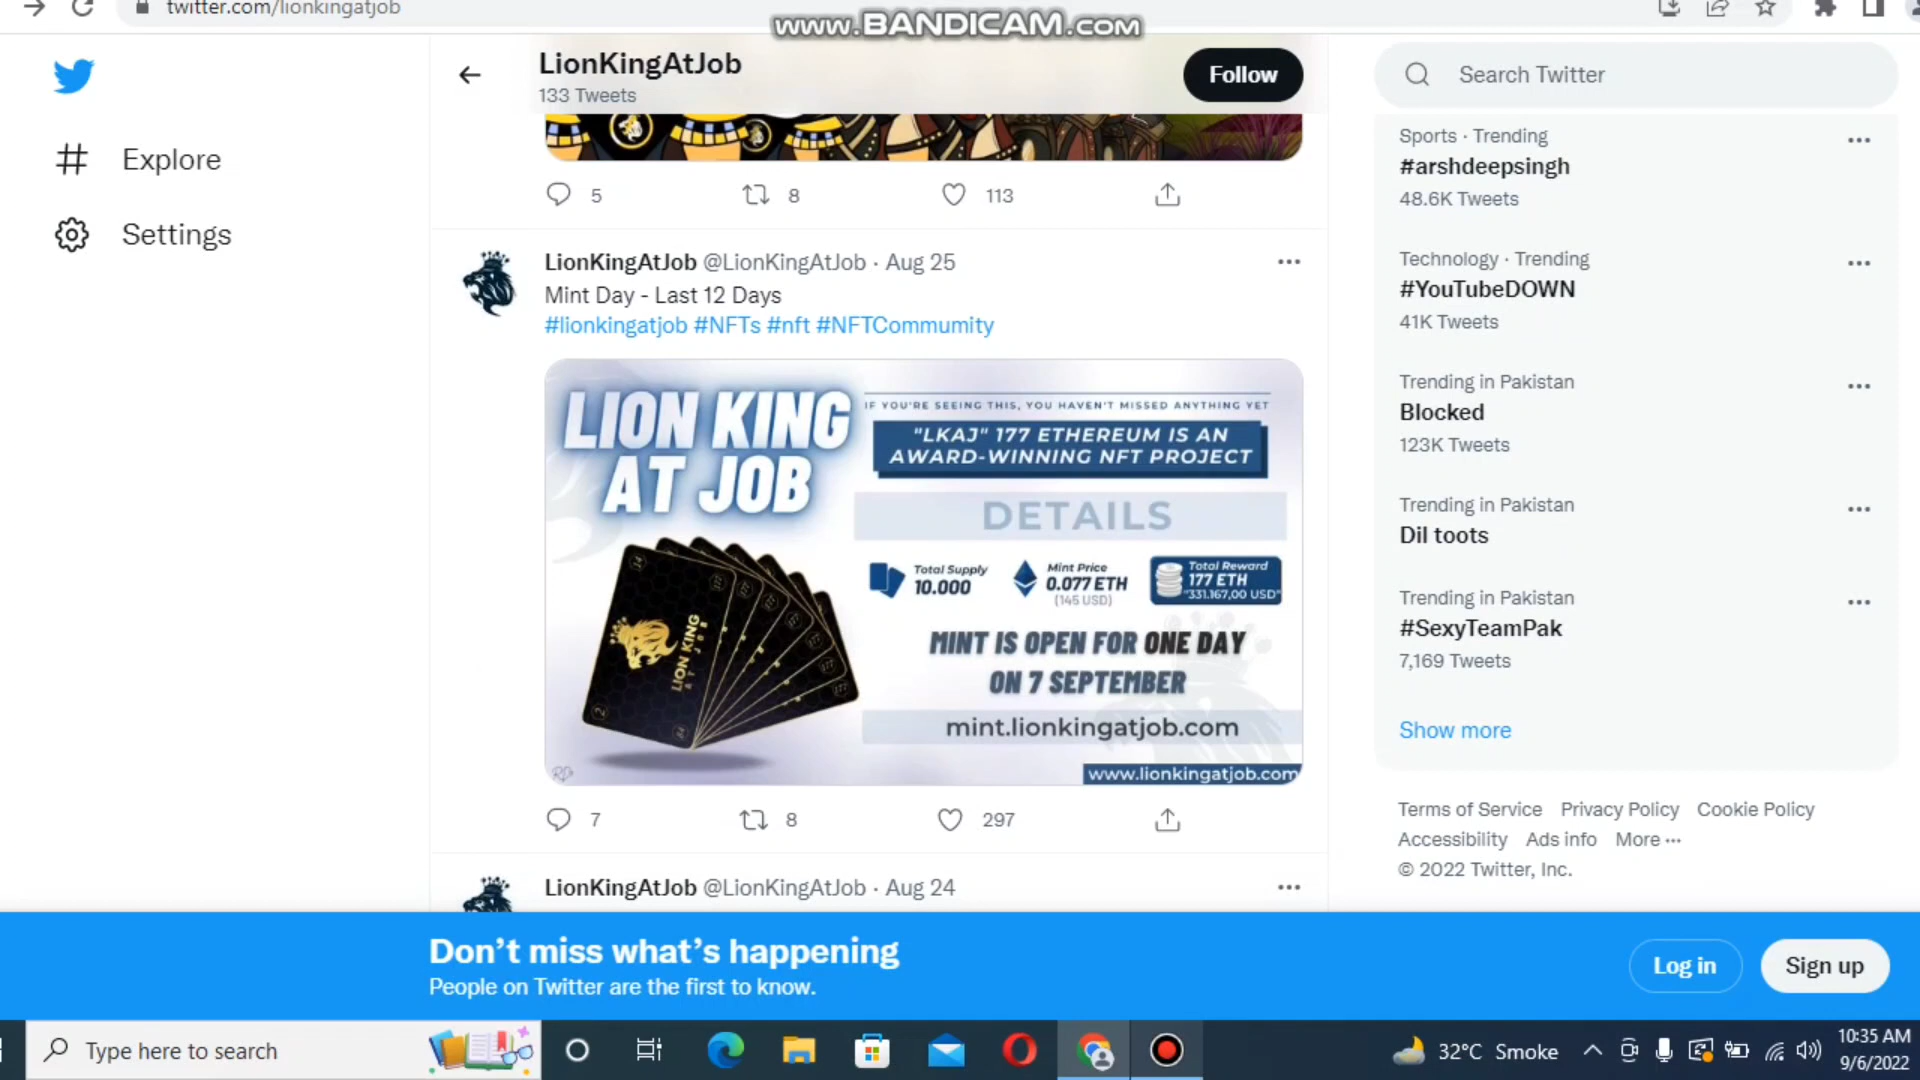 twitter.com/lionkingatjob
www.BANDICAM.com
LionKingAtJob
133 Tweets
Follow
Search Twitter
Explore
Settings
5
8
113
LionKingAtJob @LionKingAtJob · Aug 25
Mint Day - Last 12 Days
#lionkingatjob #NFTs #nft #NFTCommumity
LION KING
AT JOB
IF YOU'RE SEEING THIS, YOU HAVEN'T MISSED ANYTHING YET
"LKAJ" 177 ETHEREUM IS AN
AWARD-WINNING NFT PROJECT
DETAILS
Total Supply
10.000
Mint Price
0.077 ETH
(145 USD)
Total Reward
177 ETH
"331.167,00 USD"
MINT IS OPEN FOR ONE DAY
ON 7 SEPTEMBER
mint.lionkingatjob.com
www.lionkingatjob.com
LION KING
AT JOB
7
8
297
LionKingAtJob @LionKingAtJob · Aug 24
Sports · Trending
#arshdeepsingh
48.6K Tweets
Technology · Trending
#YouTubeDOWN
41K Tweets
Trending in Pakistan
Blocked
123K Tweets
Trending in Pakistan
Dil toots
Trending in Pakistan
#SexyTeamPak
7,169 Tweets
Show more
Terms of Service Privacy Policy Cookie Policy
Accessibility Ads info More ···
© 2022 Twitter, Inc.
Don't miss what's happening
People on Twitter are the first to know.
Log in
Sign up
Type here to search
32°C Smoke
10:35 AM
9/6/2022